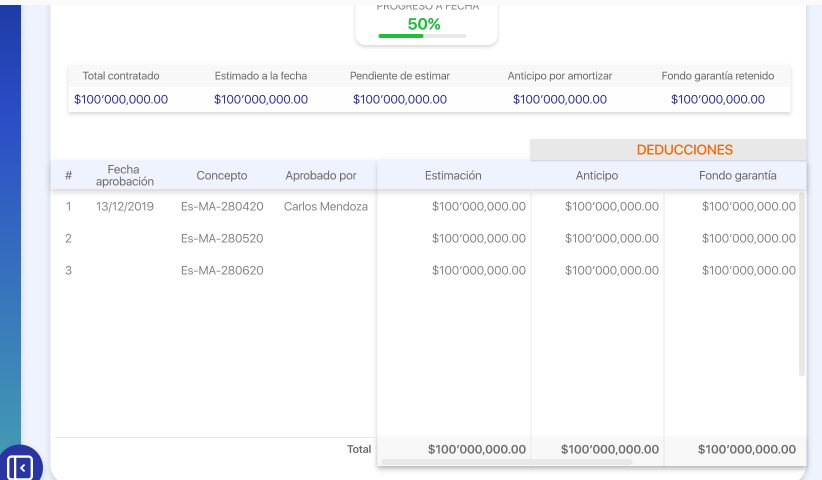 PROGRESO A FECHA
50%
Total contratado Estimado a la fecha Pendiente de estimar Anticipo por amortizar Fondo garantía retenido
$100’000,000.00 $100’000,000.00 $100’000,000.00 $100’000,000.00 $100’000,000.00
DEDUCCIONES
# Fecha aprobación Concepto Aprobado por Estimación Anticipo Fondo garantía
1 13/12/2019 Es-MA-280420 Carlos Mendoza $100’000,000.00 $100’000,000.00 $100’000,000.00
2 Es-MA-280520 $100’000,000.00 $100’000,000.00 $100’000,000.00
3 Es-MA-280620 $100’000,000.00 $100’000,000.00 $100’000,000.00
Total $100’000,000.00 $100’000,000.00 $100’000,000.00